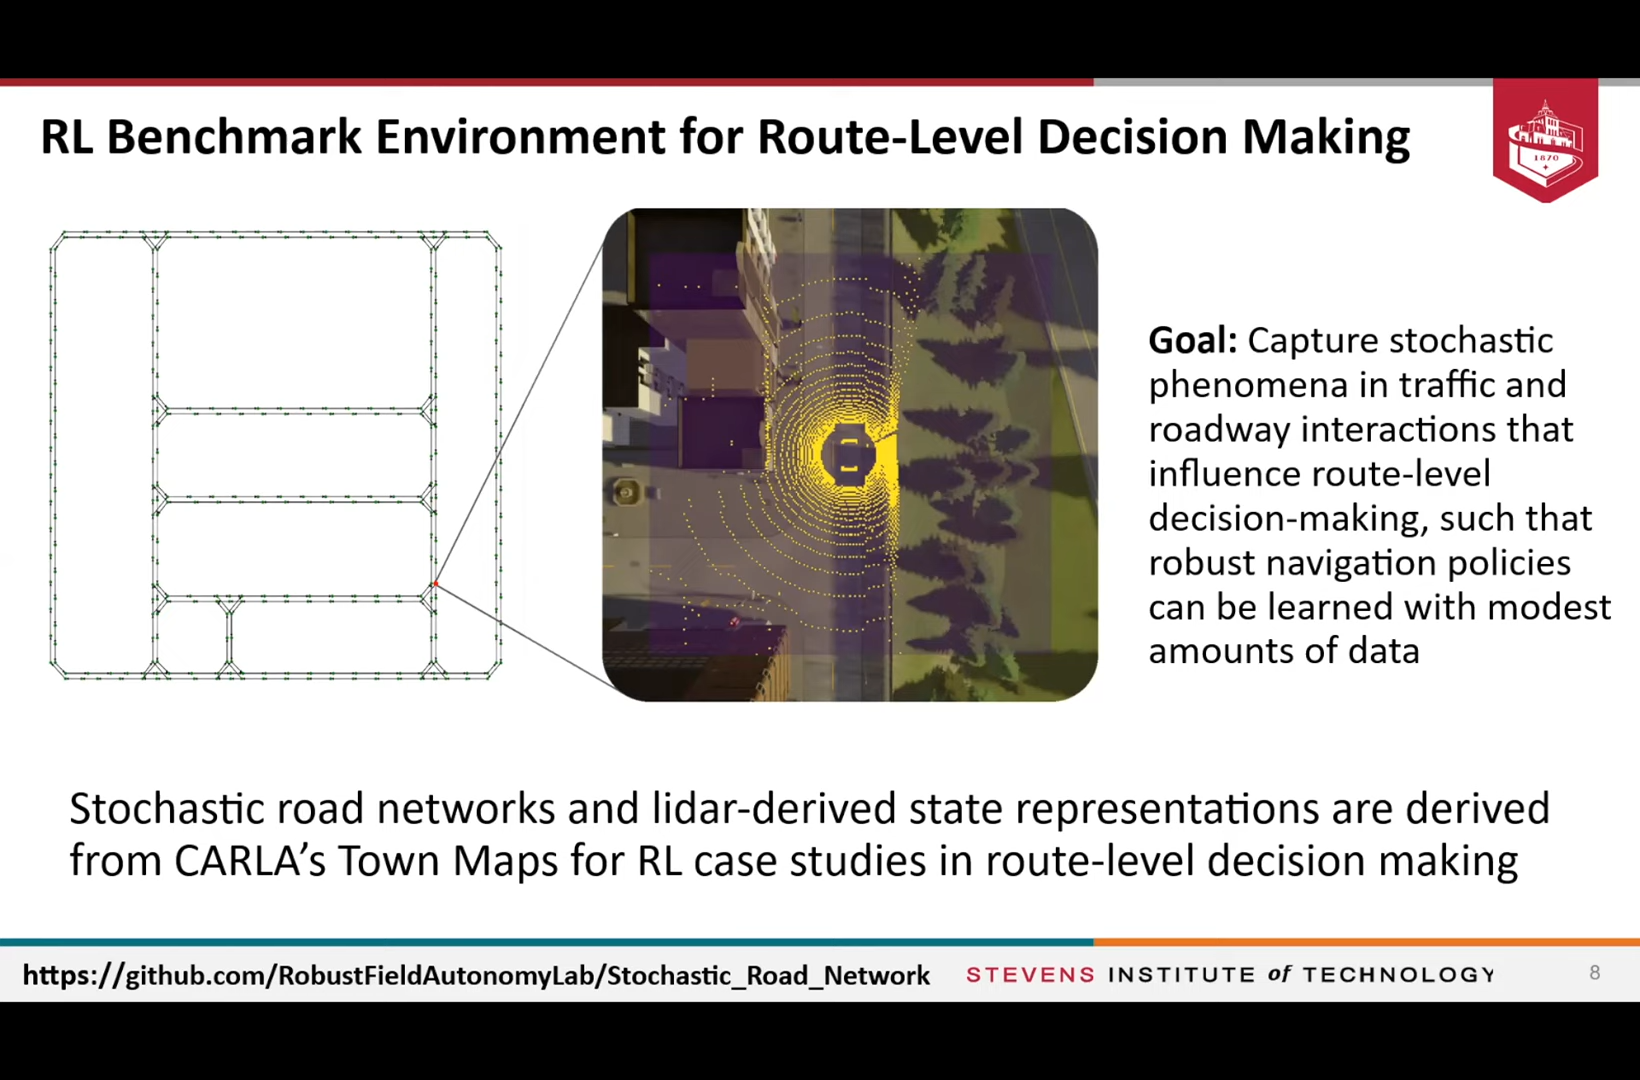 RL Benchmark Environment for Route-Level Decision Making
1870
Goal: Capture stochastic
phenomena in traffic and
roadway interactions that
influence route-level
decision-making, such that
robust navigation policies
can be learned with modest
amounts of data
Stochastic road networks and lidar-derived state representations are derived
from CARLA’s Town Maps for RL case studies in route-level decision making
https://github.com/RobustFieldAutonomyLab/Stochastic_Road_Network
STEVENS INSTITUTE of TECHNOLOGY
8